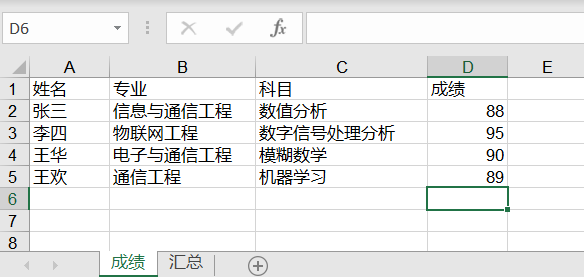 D6
fx
A B C D E
1 姓名 专业 科目 成绩
2 张三 信息与通信工程 数值分析 88
3 李四 物联网工程 数字信号处理分析 95
4 王华 电子与通信工程 模糊数学 90
5 王欢 通信工程 机器学习 89
6
7
8
成绩 汇总